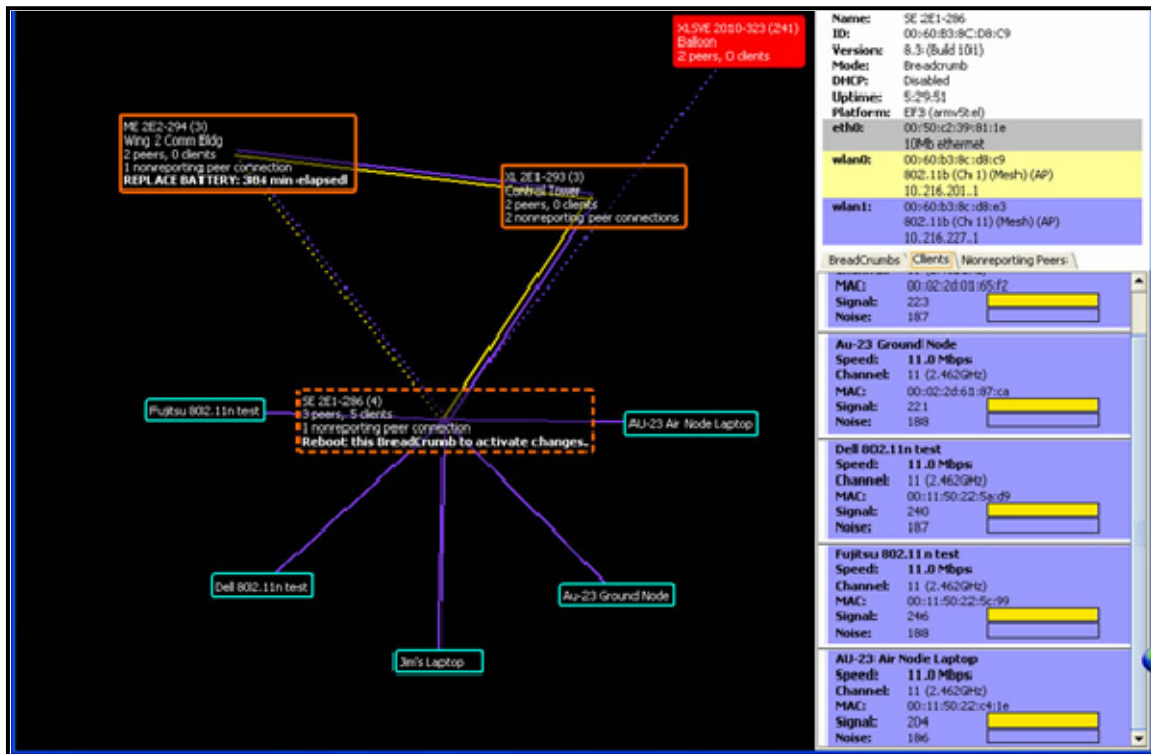 XLSVE 2010-323 (241)
Balloon
2 peers, 0 clients
ME 2E2-294 (3)
Wing 2 Comm Bldg
2 peers, 0 clients
1 nonreporting peer connection
REPLACE BATTERY: 304 min elapsed!
XL 2E1-293 (3)
Control Tower
2 peers, 0 clients
2 nonreporting peer connections
SE 2E1-286 (4)
3 peers, 5 clients
1 nonreporting peer connection
Reboot this BreadCrumb to activate changes.
Fujitsu 802.11n test
AU-23 Air Node Laptop
Dell 802.11n test
Au-23 Ground Node
Jim's Laptop
Name: SE 2E1-286
ID: 00:60:B3:8C:D8:C9
Version: 8.3 (Build 101)
Mode: Breadcrumb
DHCP: Disabled
Uptime: 5:29:51
Platform: EF3 (armv5tel)
eth0: 00:50:c2:39:81:1e
10Mb ethernet
wlan0: 00:60:b3:8c:d8:c9
802.11b (Ch 1) (Mesh) (AP)
10.216.201.1
wlan1: 00:60:b3:8c:d8:e3
802.11b (Ch 11) (Mesh) (AP)
10.216.227.1
BreadCrumbs Clients Nonreporting Peers
MAC: 00:02:2d:01:65:f2
Signal: 223
Noise: 187
Au-23 Ground Node
Speed: 11.0 Mbps
Channel: 11 (2.462GHz)
MAC: 00:02:2d:61:87:ca
Signal: 221
Noise: 188
Dell 802.11n test
Speed: 11.0 Mbps
Channel: 11 (2.462GHz)
MAC: 00:11:50:22:5a:d9
Signal: 240
Noise: 187
Fujitsu 802.11n test
Speed: 11.0 Mbps
Channel: 11 (2.462GHz)
MAC: 00:11:50:22:5c:99
Signal: 246
Noise: 188
AU-23 Air Node Laptop
Speed: 11.0 Mbps
Channel: 11 (2.462GHz)
MAC: 00:11:50:22:c4:1e
Signal: 204
Noise: 186